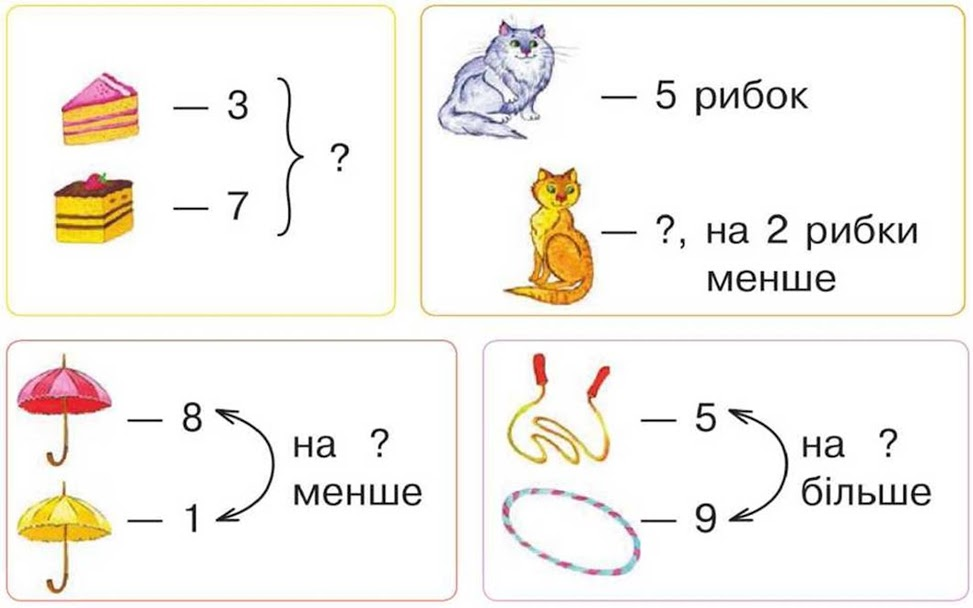 — 3
?
— 7
— 5 рибок
— ?, на 2 рибки
менше
— 8
на ?
менше
— 1
— 5
на ?
більше
— 9